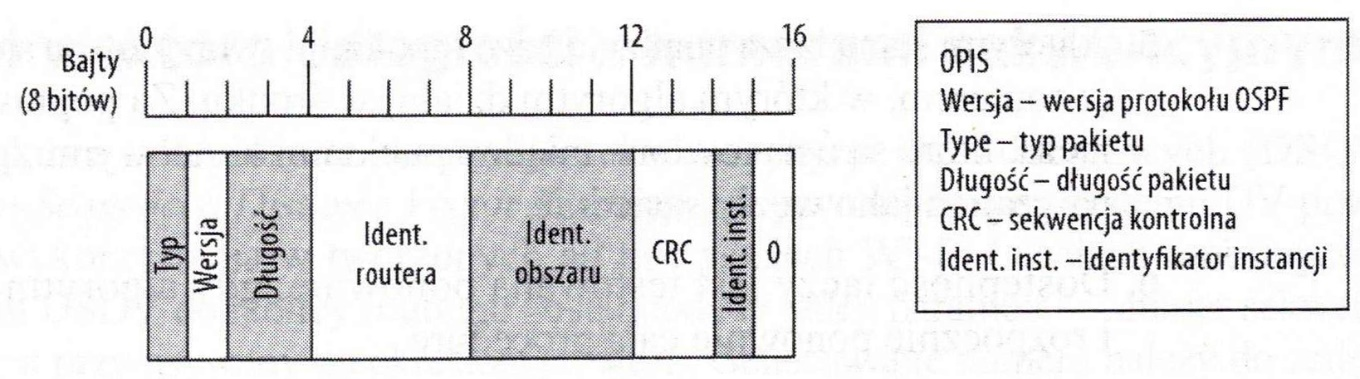 0 4 8 12 16
Bajty
(8 bitów)
Typ
Wersja
Długość
Ident.
routera
Ident.
obszaru
CRC
Ident. inst.
0
OPIS
Wersja – wersja protokołu OSPF
Type – typ pakietu
Długość – długość pakietu
CRC – sekwencja kontrolna
Ident. inst. –Identyfikator instancji